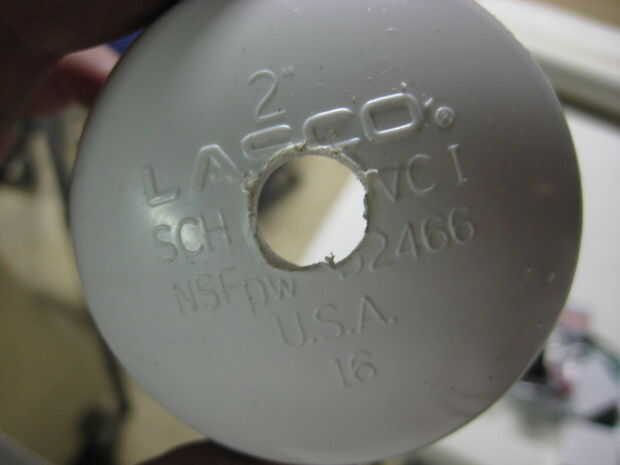 2"
LASCO®
SCH VC I
NSFpw 2466
U.S.A.
16